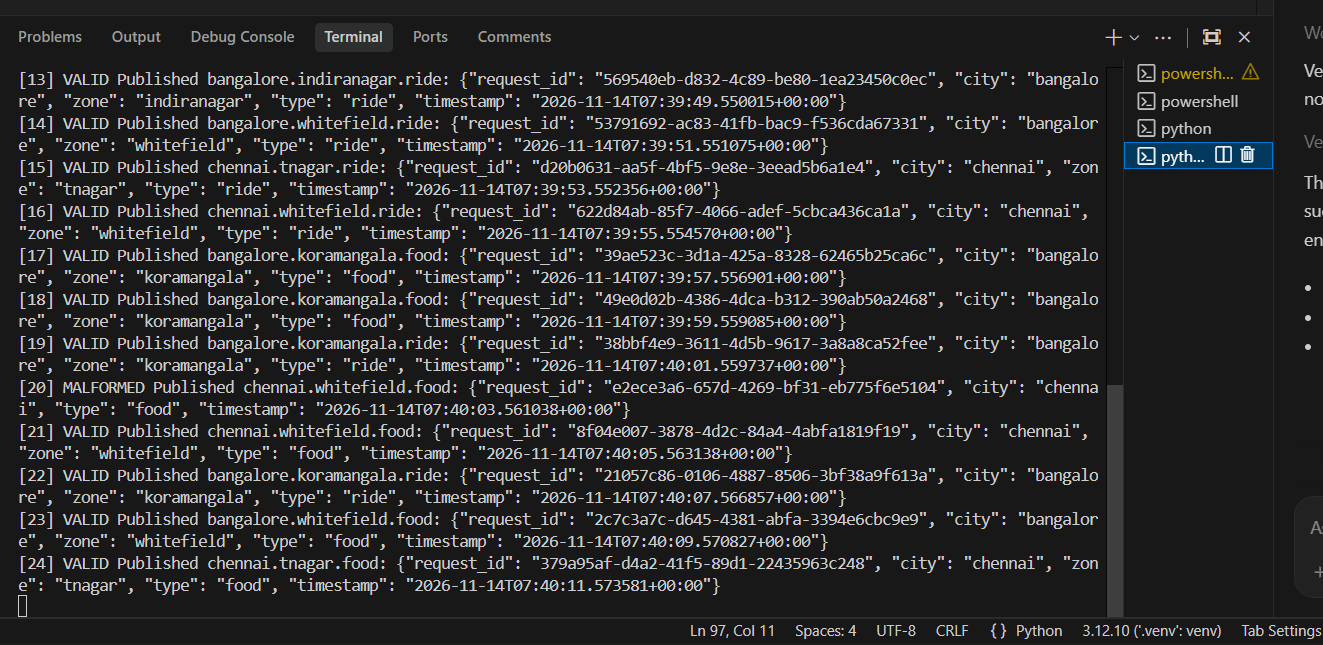 Problems Output Debug Console Terminal Ports Comments
[13] VALID Published bangalore.indiranagar.ride: {"request_id": "569540eb-d832-4c89-be80-1ea23450c0ec", "city": "bangalo
re", "zone": "indiranagar", "type": "ride", "timestamp": "2026-11-14T07:39:49.550015+00:00"}
[14] VALID Published bangalore.whitefield.ride: {"request_id": "53791692-ac83-41fb-bac9-f536cda67331", "city": "bangalor
e", "zone": "whitefield", "type": "ride", "timestamp": "2026-11-14T07:39:51.551075+00:00"}
[15] VALID Published chennai.tnagar.ride: {"request_id": "d20b0631-aa5f-4bf5-9e8e-3eead5b6a1e4", "city": "chennai", "zon
e": "tnagar", "type": "ride", "timestamp": "2026-11-14T07:39:53.552356+00:00"}
[16] VALID Published chennai.whitefield.ride: {"request_id": "622d84ab-85f7-4066-adef-5cbca436ca1a", "city": "chennai",
"zone": "whitefield", "type": "ride", "timestamp": "2026-11-14T07:39:55.554570+00:00"}
[17] VALID Published bangalore.koramangala.food: {"request_id": "39ae523c-3d1a-425a-8328-62465b25ca6c", "city": "bangalo
re", "zone": "koramangala", "type": "food", "timestamp": "2026-11-14T07:39:57.556901+00:00"}
[18] VALID Published bangalore.koramangala.food: {"request_id": "49e0d02b-4386-4dca-b312-390ab50a2468", "city": "bangalo
re", "zone": "koramangala", "type": "food", "timestamp": "2026-11-14T07:39:59.559085+00:00"}
[19] VALID Published bangalore.koramangala.ride: {"request_id": "38bbf4e9-3611-4d5b-9617-3a8a8ca52fee", "city": "bangalo
re", "zone": "koramangala", "type": "ride", "timestamp": "2026-11-14T07:40:01.559737+00:00"}
[20] MALFORMED Published chennai.whitefield.food: {"request_id": "e2ece3a6-657d-4269-bf31-eb775f6e5104", "city": "chenna
i", "type": "food", "timestamp": "2026-11-14T07:40:03.561038+00:00"}
[21] VALID Published chennai.whitefield.food: {"request_id": "8f04e007-3878-4d2c-84a4-4abfa1819f19", "city": "chennai",
"zone": "whitefield", "type": "food", "timestamp": "2026-11-14T07:40:05.563138+00:00"}
[22] VALID Published bangalore.koramangala.ride: {"request_id": "21057c86-0106-4887-8506-3bf38a9f613a", "city": "bangalo
re", "zone": "koramangala", "type": "ride", "timestamp": "2026-11-14T07:40:07.566857+00:00"}
[23] VALID Published bangalore.whitefield.food: {"request_id": "2c7c3a7c-d645-4381-abfa-3394e6cbc9e9", "city": "bangalor
e", "zone": "whitefield", "type": "food", "timestamp": "2026-11-14T07:40:09.570827+00:00"}
[24] VALID Published chennai.tnagar.food: {"request_id": "379a95af-d4a2-41f5-89d1-22435963c248", "city": "chennai", "zon
e": "tnagar", "type": "food", "timestamp": "2026-11-14T07:40:11.573581+00:00"}
powersh...
powershell
python
pyth...
Ln 97, Col 11 Spaces: 4 UTF-8 CRLF {} Python 3.12.10 ('.venv': venv) Tab Settings